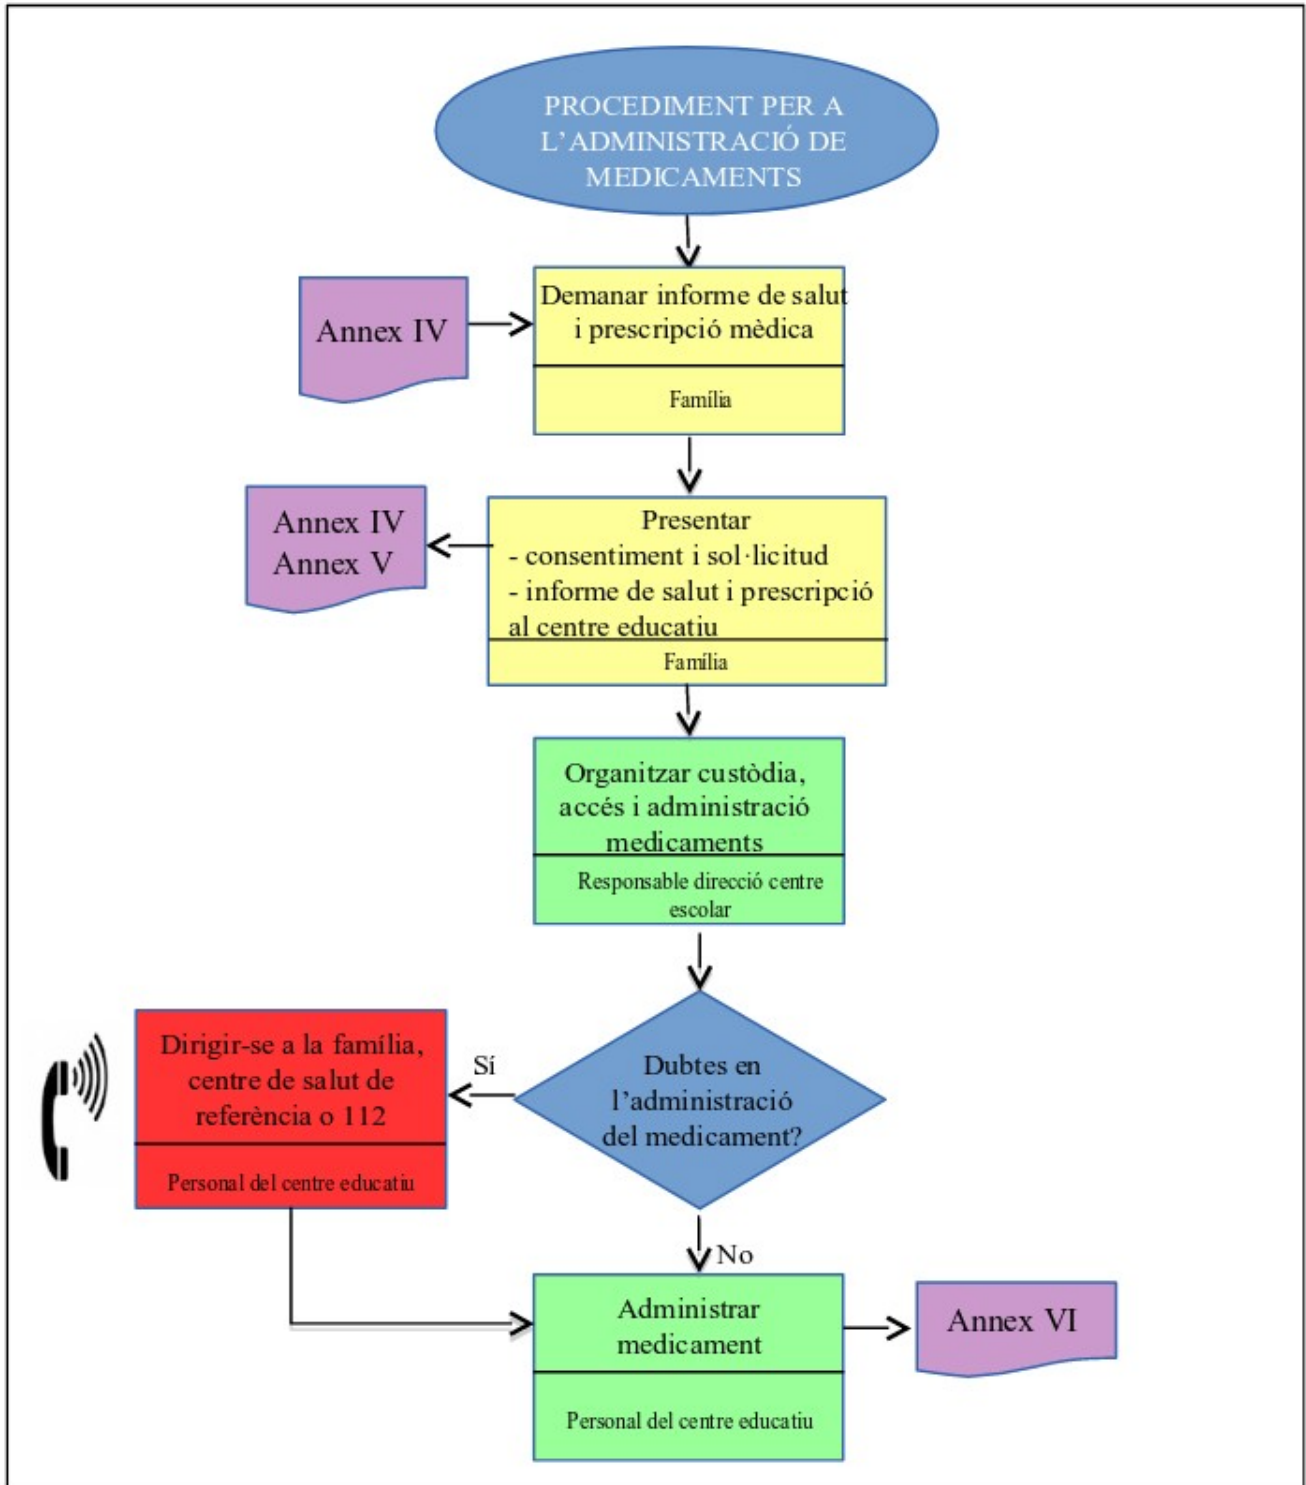 PROCEDIMENT PER A
L’ADMINISTRACIÓ DE
MEDICAMENTS
Annex IV
Demanar informe de salut
i prescripció mèdica
Família
Annex IV
Annex V
Presentar
- consentiment i sol·licitud
- informe de salut i prescripció
al centre educatiu
Família
Organitzar custòdia,
accés i administració
medicaments
Responsable direcció centre
escolar
Dubtes en
l’administració
del medicament?
Sí
Dirigir-se a la família,
centre de salut de
referència o 112
Personal del centre educatiu
No
Administrar
medicament
Personal del centre educatiu
Annex VI